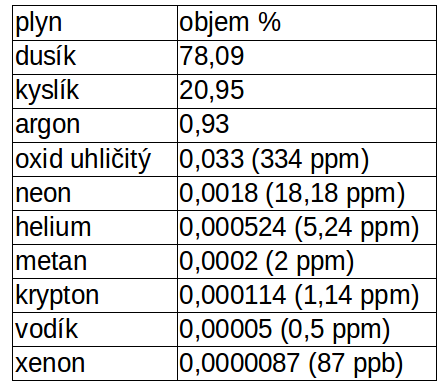 plyn objem %
dusík 78,09
kyslík 20,95
argon 0,93
oxid uhličitý 0,033 (334 ppm)
neon 0,0018 (18,18 ppm)
helium 0,000524 (5,24 ppm)
metan 0,0002 (2 ppm)
krypton 0,000114 (1,14 ppm)
vodík 0,00005 (0,5 ppm)
xenon 0,0000087 (87 ppb)